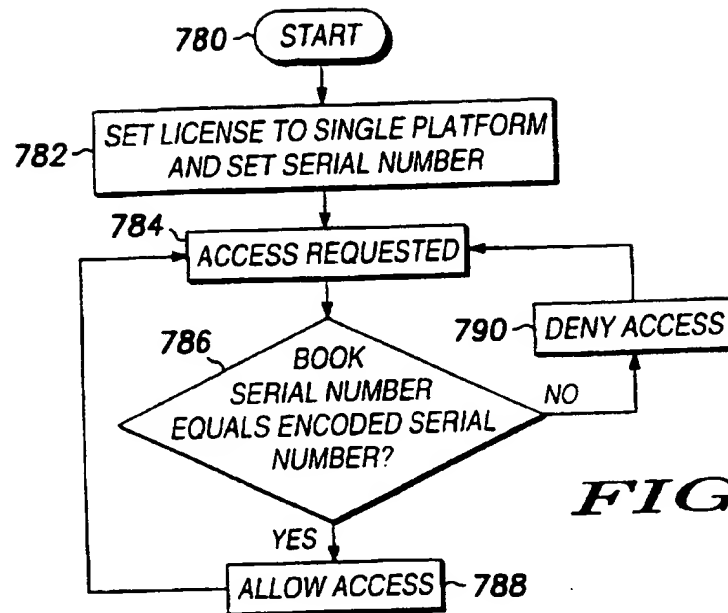 780
START
782
SET LICENSE TO SINGLE PLATFORM
AND SET SERIAL NUMBER
784
ACCESS REQUESTED
786
BOOK
SERIAL NUMBER
EQUALS ENCODED SERIAL
NUMBER?
NO
790
DENY ACCESS
YES
ALLOW ACCESS
788
FIG